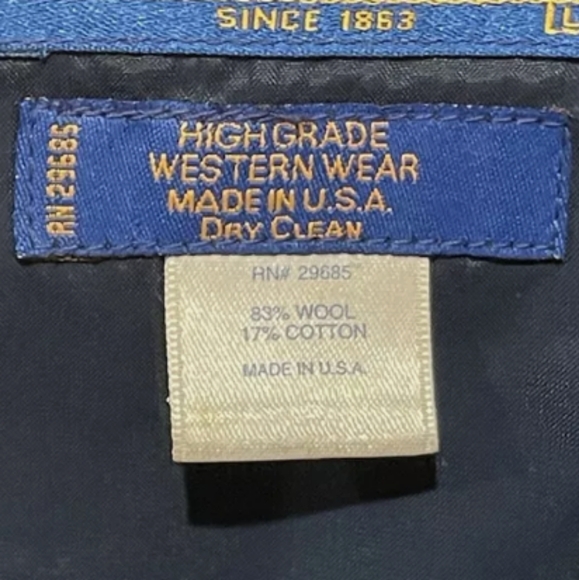 SINCE 1863
RN 29685
HIGH GRADE
WESTERN WEAR
MADE IN U.S.A.
DRY CLEAN
RN# 29685
83% WOOL
17% COTTON
MADE IN U.S.A.